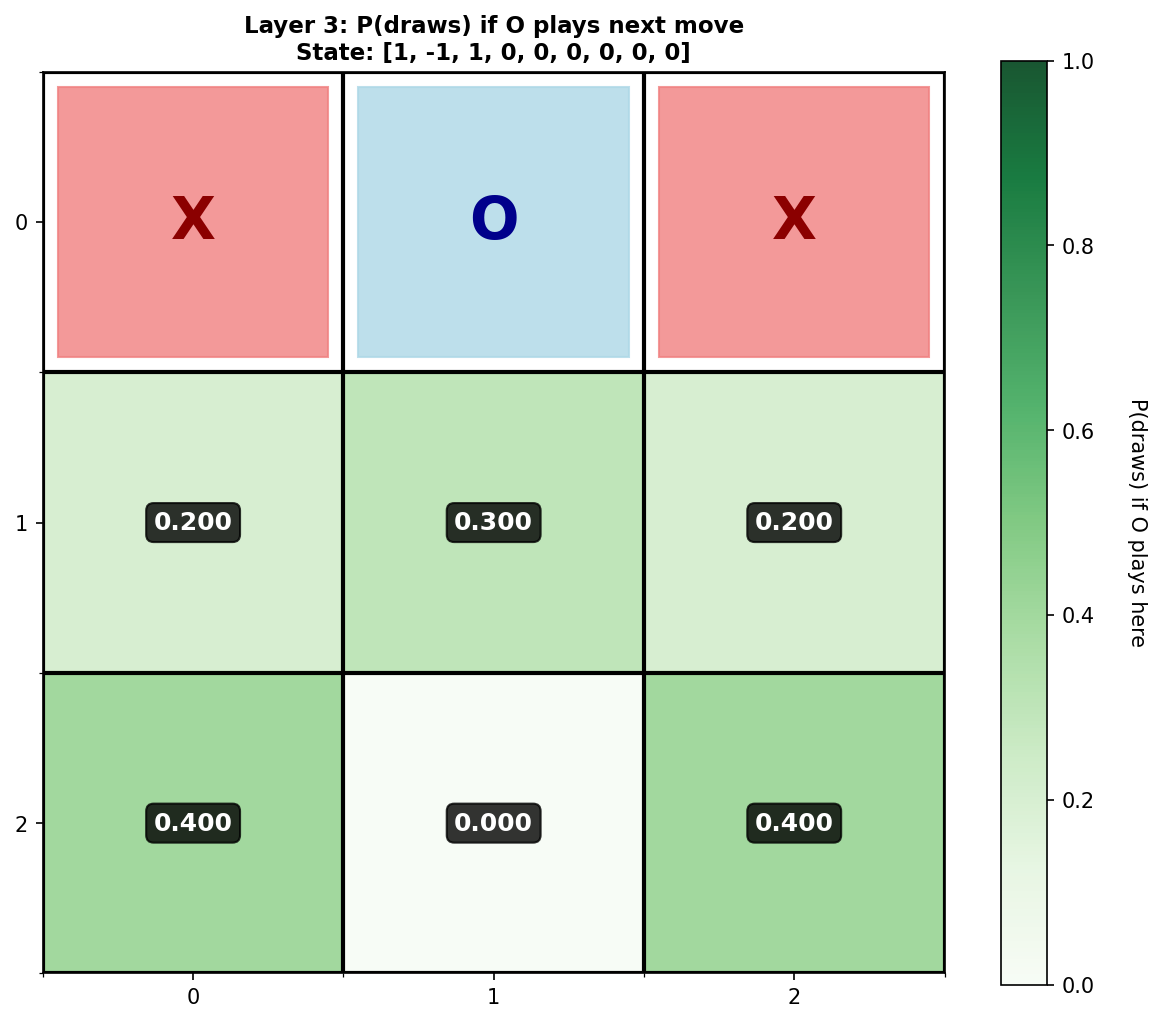 Layer 3: P(draws) if O plays next move
State: [1, -1, 1, 0, 0, 0, 0, 0, 0]
X O X
0.200 0.300 0.200
0.400 0.000 0.400
0
1
2
0 1 2
1.0
0.8
0.6
0.4
0.2
0.0
P(draws) if O plays here